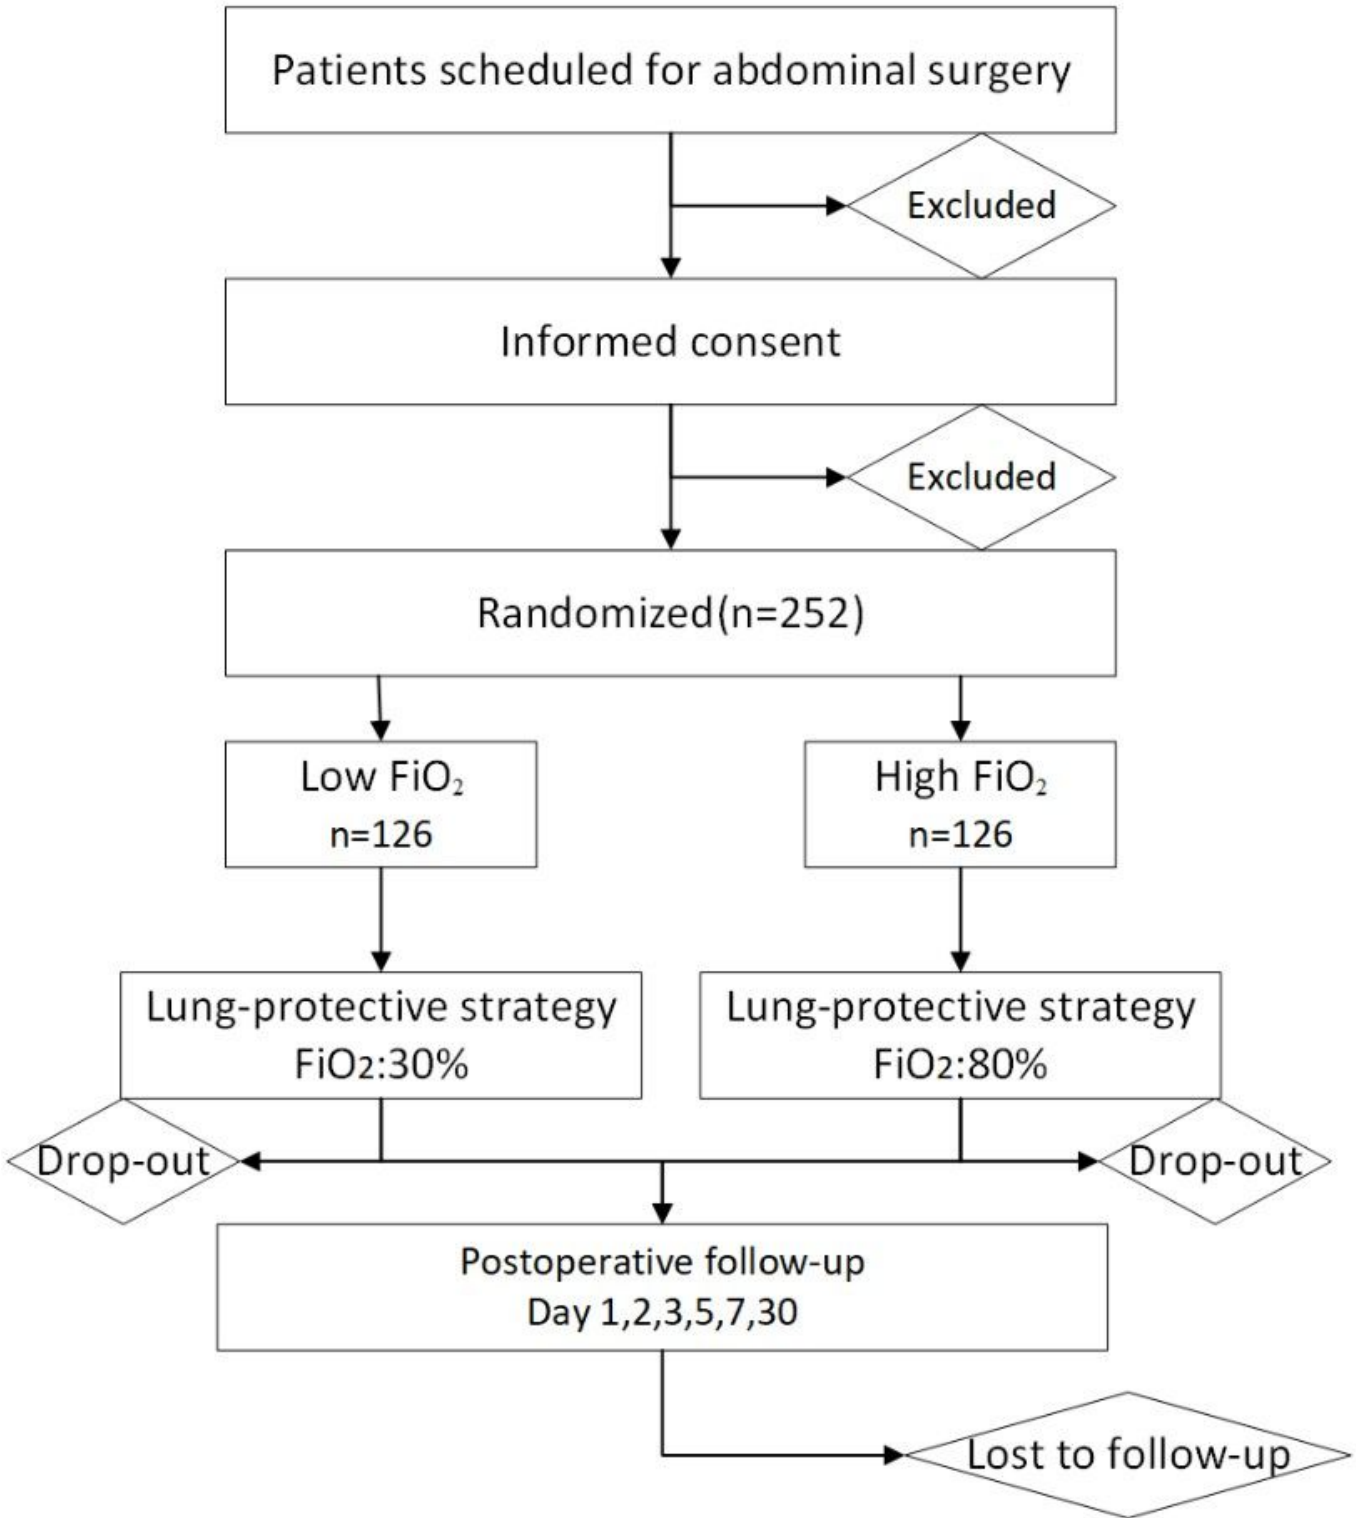 Patients scheduled for abdominal surgery
Excluded
Informed consent
Excluded
Randomized(n=252)
Low FiO₂
n=126
High FiO₂
n=126
Lung-protective strategy
FiO2:30%
Lung-protective strategy
FiO2:80%
Drop-out
Drop-out
Postoperative follow-up
Day 1,2,3,5,7,30
Lost to follow-up